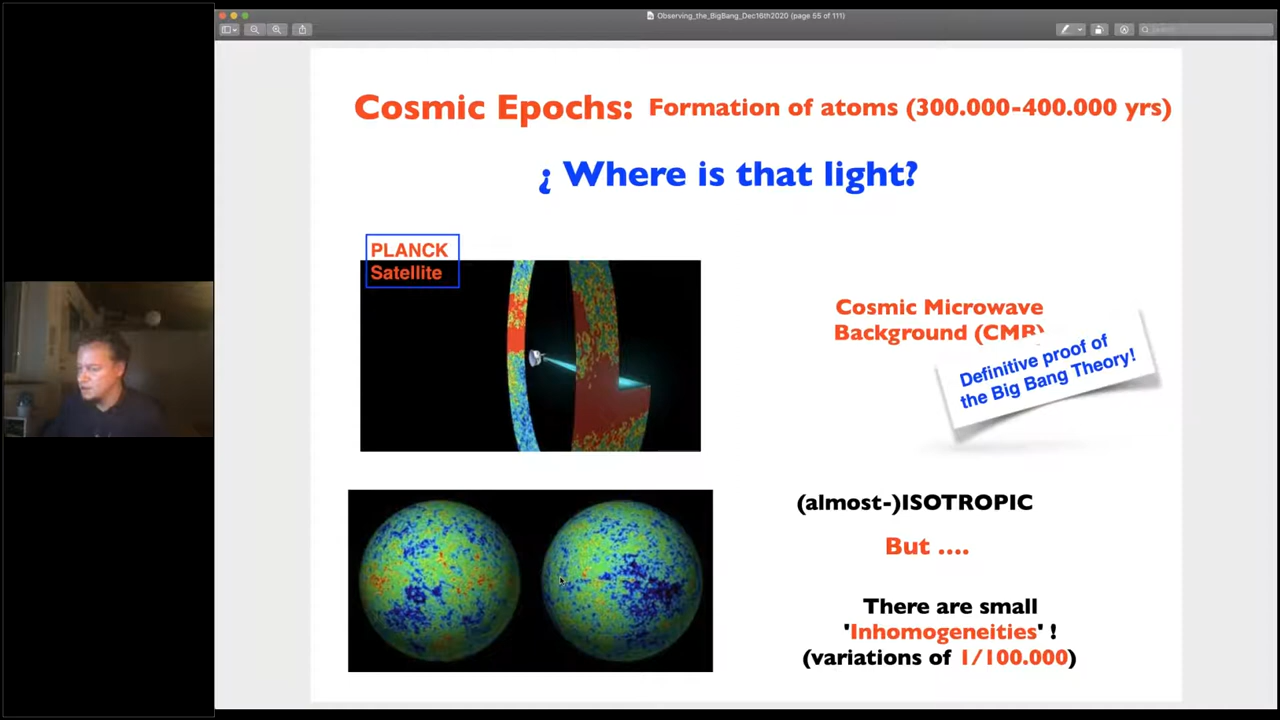 Observing_the_BigBang_Dec16th2020 (page 55 of 111)
Search
Cosmic Epochs: Formation of atoms (300.000-400.000 yrs)
¿ Where is that light?
PLANCK
Satellite
Cosmic Microwave
Background (CMB)
Definitive proof of
the Big Bang Theory!
(almost-)ISOTROPIC
But ....
There are small
'Inhomogeneities' !
(variations of 1/100.000)